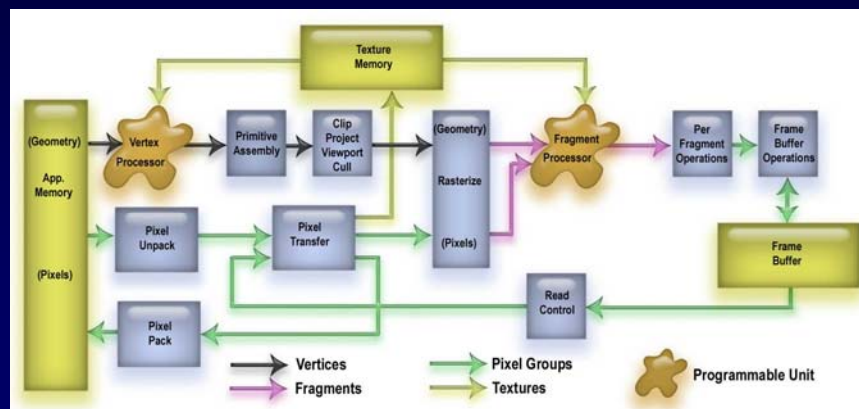 Texture
Memory
(Geometry)
App.
Memory
(Pixels)
Vertex
Processor
Primitive
Assembly
Clip
Project
Viewport
Cull
(Geometry)
Rasterize
(Pixels)
Fragment
Processor
Per
Fragment
Operations
Frame
Buffer
Operations
Pixel
Unpack
Pixel
Transfer
Frame
Buffer
Read
Control
Pixel
Pack
Vertices
Fragments
Pixel Groups
Textures
Programmable Unit